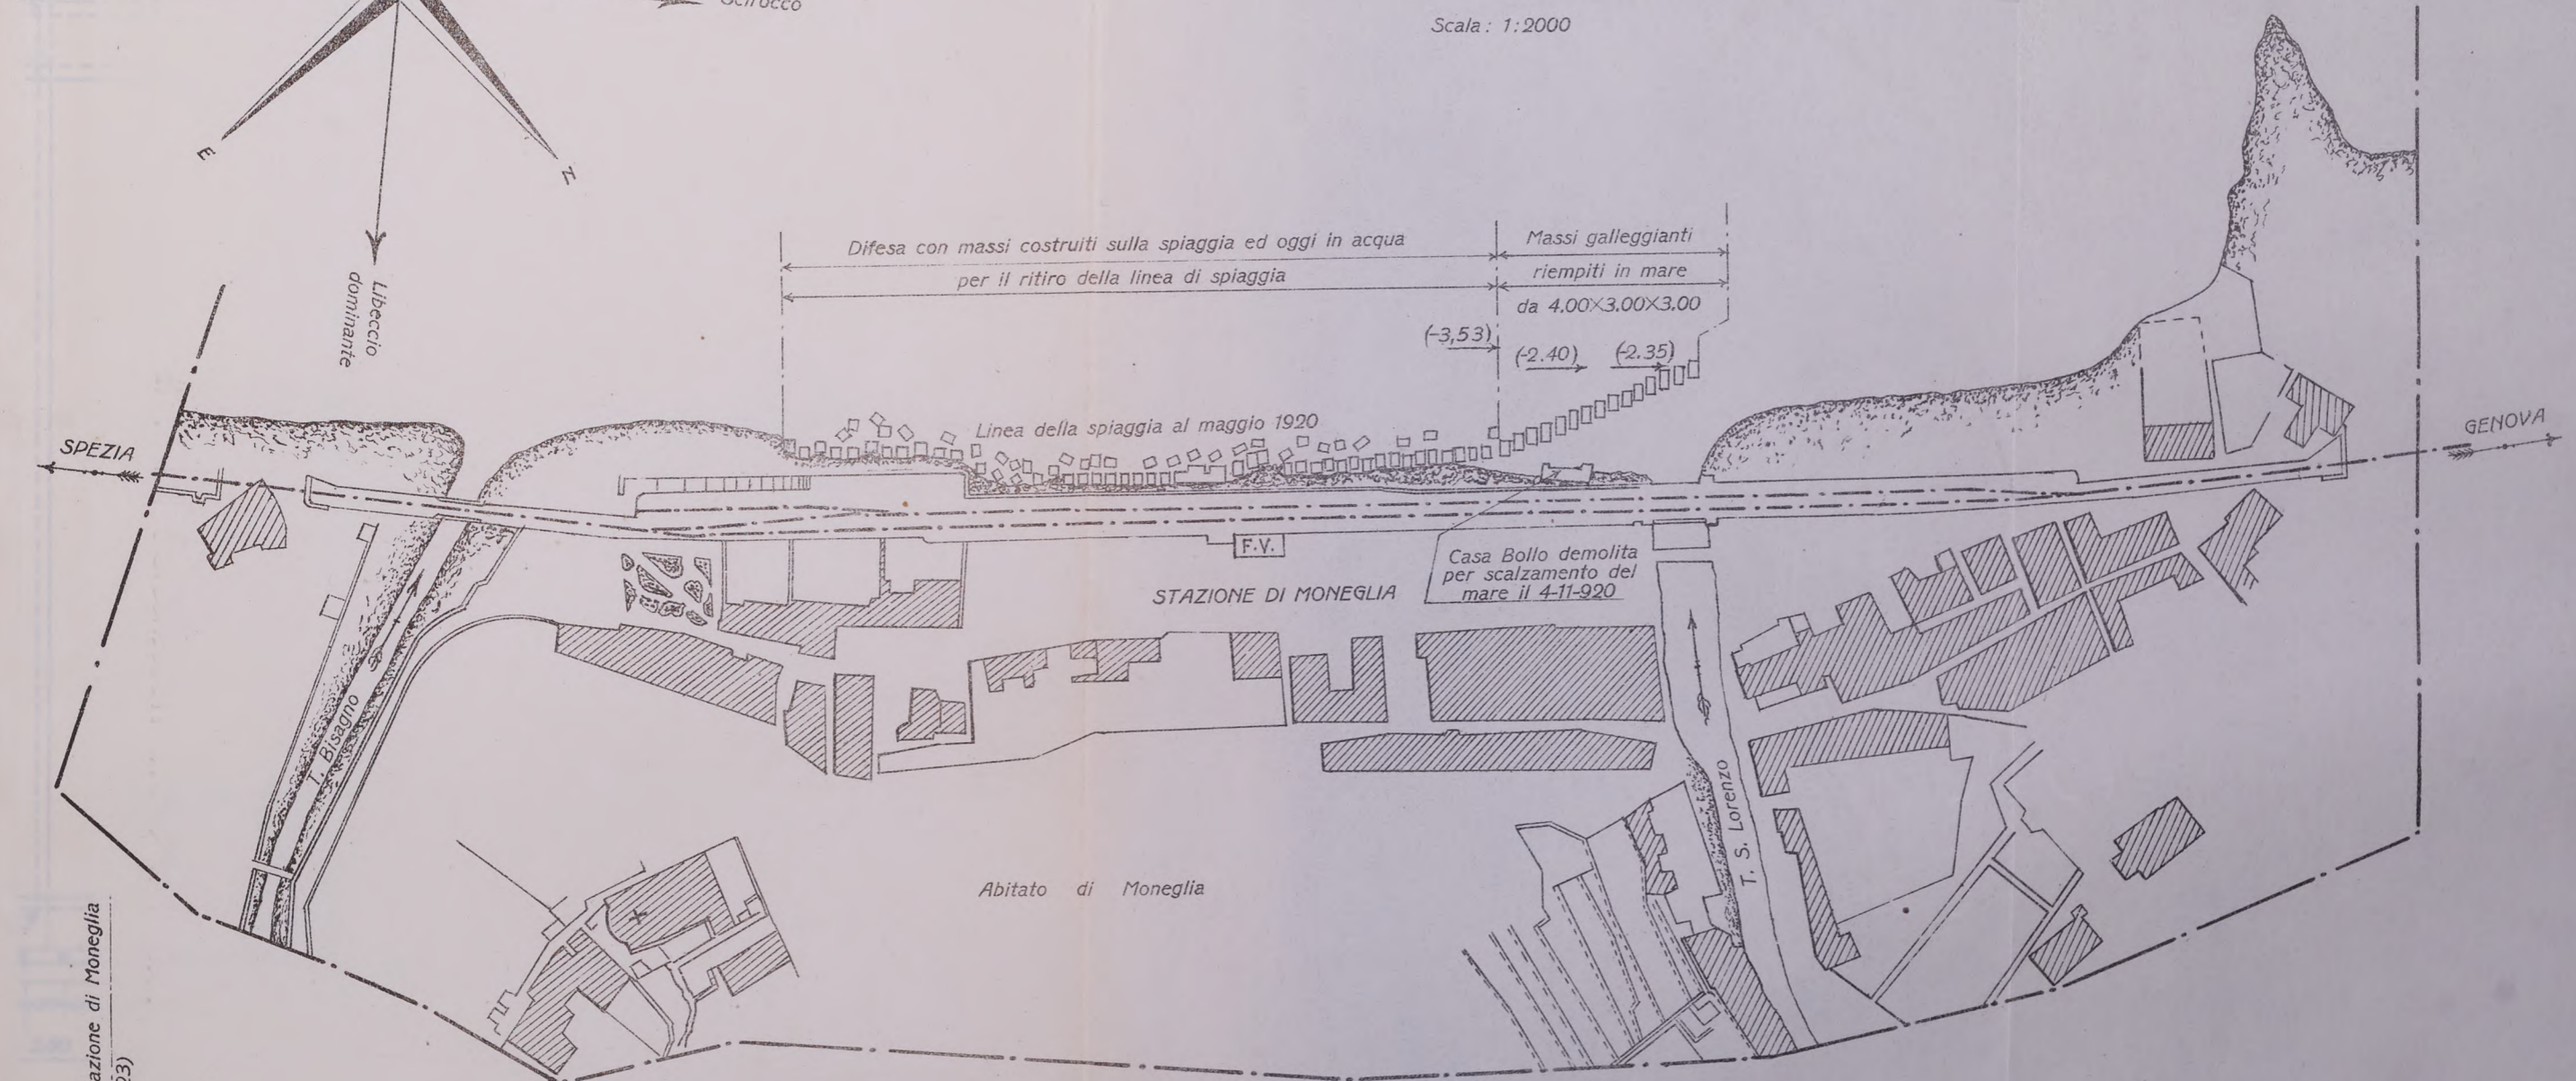 Scirocco
Scala: 1:2000
E
N
Libeccio
dominante
Difesa con massi costruiti sulla spiaggia ed oggi in acqua
per il ritiro della linea di spiaggia
Massi galleggianti
riempiti in mare
da 4.00×3.00×3.00
(-3,53)
(-2.40)
(-2.35)
Linea della spiaggia al maggio 1920
SPEZIA
GENOVA
F.V.
STAZIONE DI MONEGLIA
Casa Bollo demolita
per scalzamento del
mare il 4-11-920
T. Bisagno
T. S. Lorenzo
Abitato di Moneglia
azione di Moneglia
23)